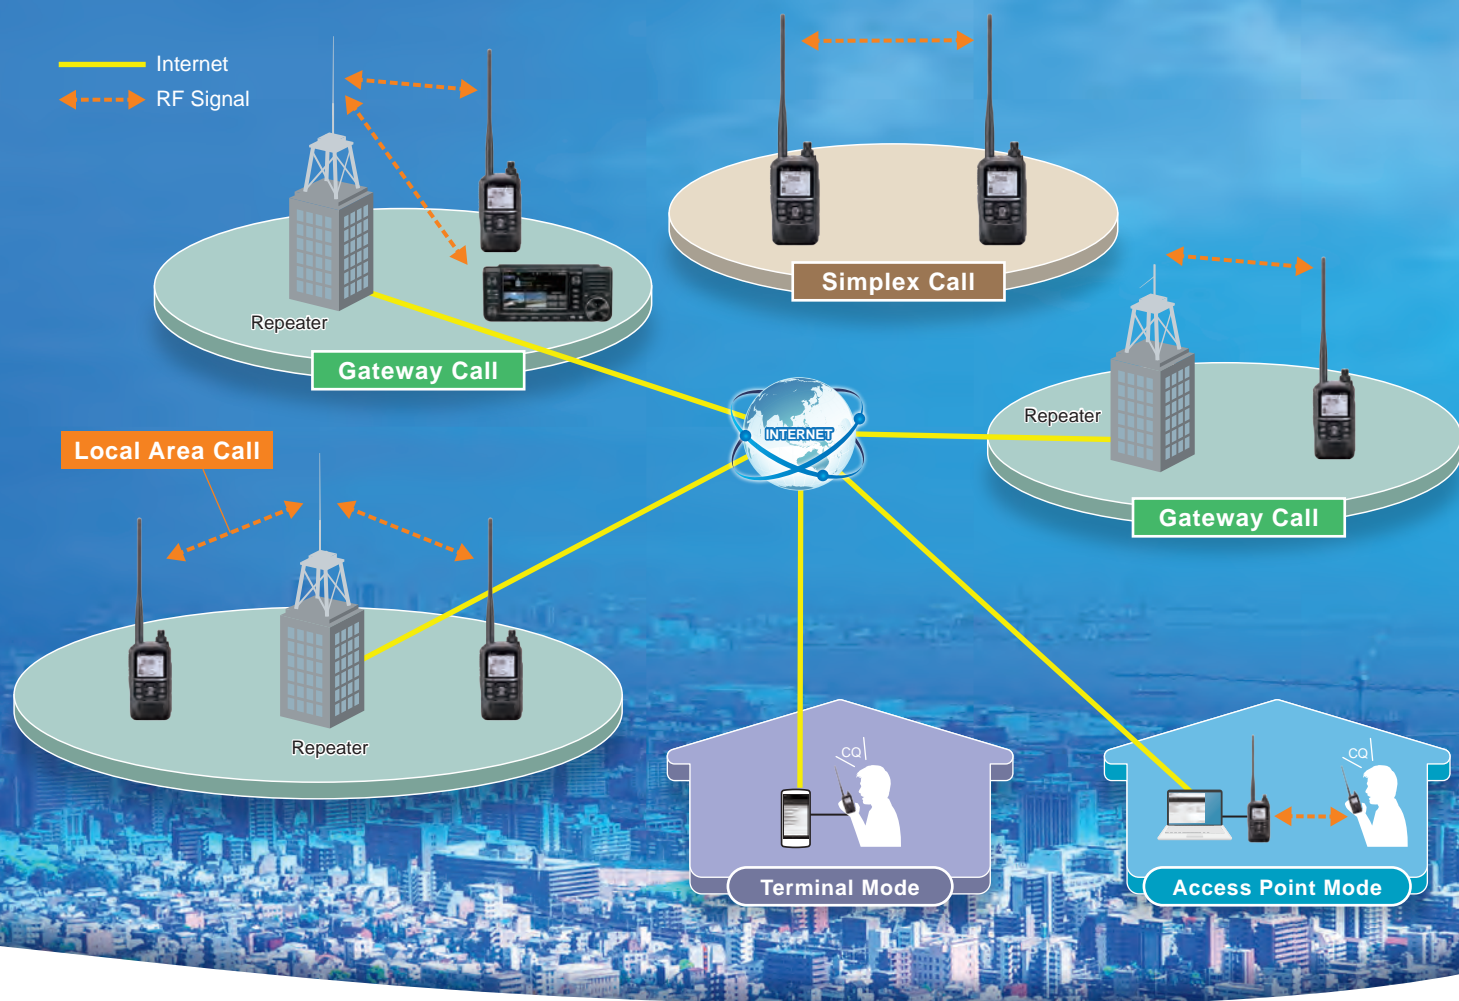 Internet
RF Signal
Simplex Call
Repeater
Gateway Call
Repeater
Gateway Call
INTERNET
Local Area Call
Repeater
CQ
CQ
Terminal Mode
Access Point Mode